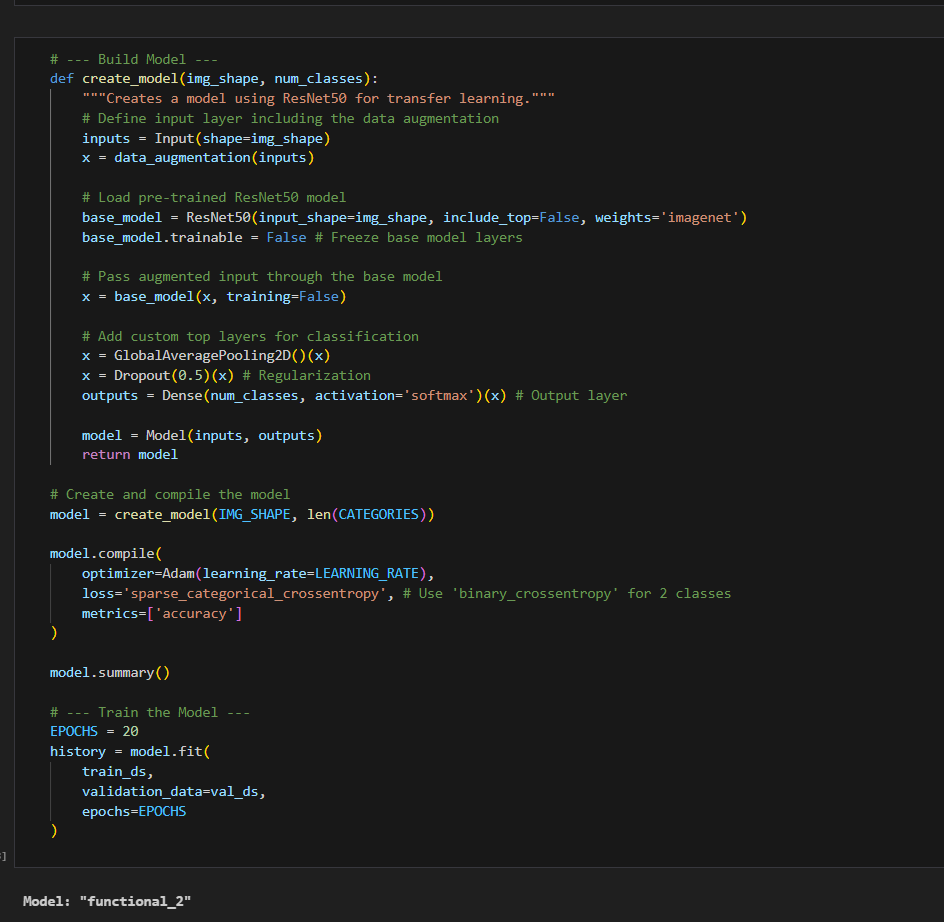 # --- Build Model ---
def create_model(img_shape, num_classes):
    """Creates a model using ResNet50 for transfer learning."""
    # Define input layer including the data augmentation
    inputs = Input(shape=img_shape)
    x = data_augmentation(inputs)

    # Load pre-trained ResNet50 model
    base_model = ResNet50(input_shape=img_shape, include_top=False, weights='imagenet')
    base_model.trainable = False # Freeze base model layers

    # Pass augmented input through the base model
    x = base_model(x, training=False)

    # Add custom top layers for classification
    x = GlobalAveragePooling2D()(x)
    x = Dropout(0.5)(x) # Regularization
    outputs = Dense(num_classes, activation='softmax')(x) # Output layer

    model = Model(inputs, outputs)
    return model

# Create and compile the model
model = create_model(IMG_SHAPE, len(CATEGORIES))

model.compile(
    optimizer=Adam(learning_rate=LEARNING_RATE),
    loss='sparse_categorical_crossentropy', # Use 'binary_crossentropy' for 2 classes
    metrics=['accuracy']
)

model.summary()

# --- Train the Model ---
EPOCHS = 20
history = model.fit(
    train_ds,
    validation_data=val_ds,
    epochs=EPOCHS
)
]
Model: "functional_2"